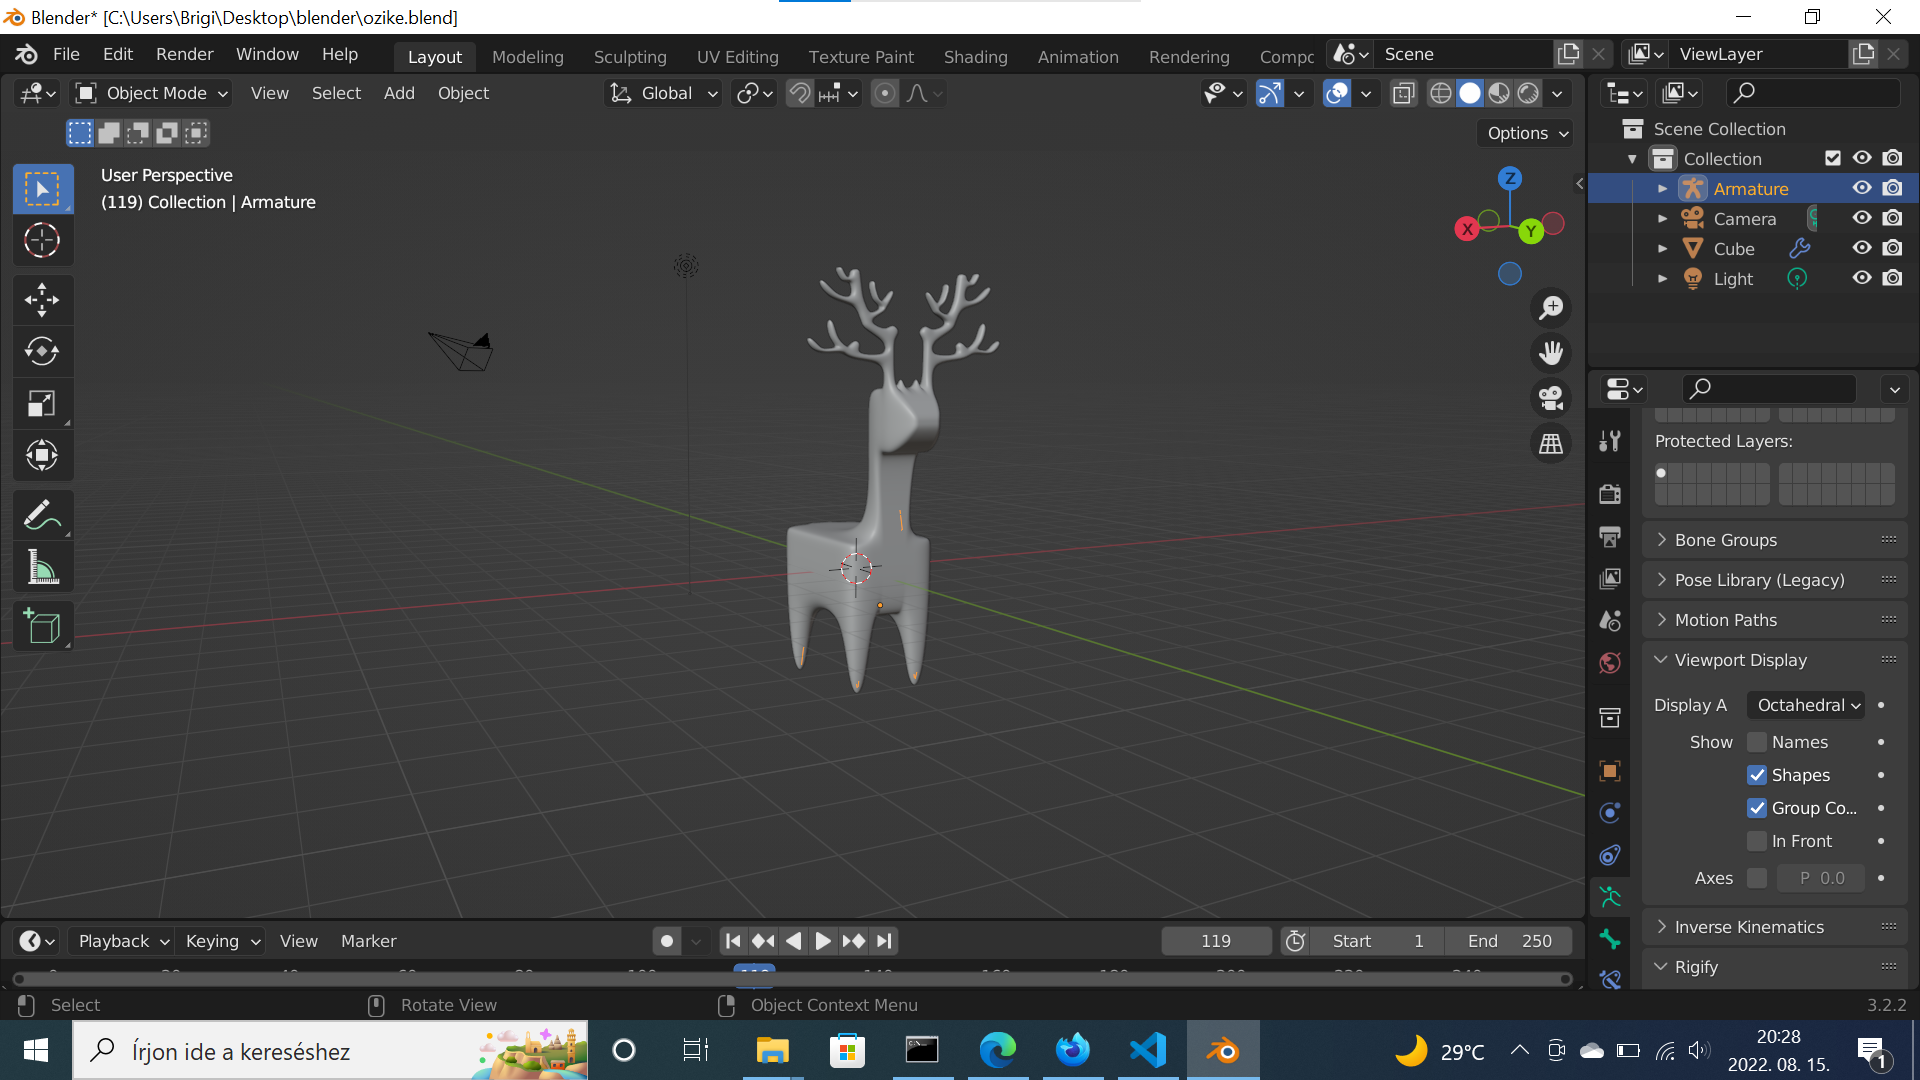 Blender* [C:\Users\Brigi\Desktop\blender\ozike.blend]
File Edit Render Window Help Layout Modeling Sculpting UV Editing Texture Paint Shading Animation Rendering Compc Scene ViewLayer
Object Mode View Select Add Object Global
Options
User Perspective
(119) Collection | Armature
Z
X
Y
Scene Collection
Collection
Armature
Camera
Cube
Light
Protected Layers:
Bone Groups
Pose Library (Legacy)
Motion Paths
Viewport Display
Display A Octahedral
Show Names
Shapes
Group Co...
In Front
Axes P 0.0
Inverse Kinematics
Rigify
Playback Keying View Marker 119 Start 1 End 250
Select Rotate View Object Context Menu 3.2.2
Írjon ide a kereséshez
29°C
20:28
2022. 08. 15.
1